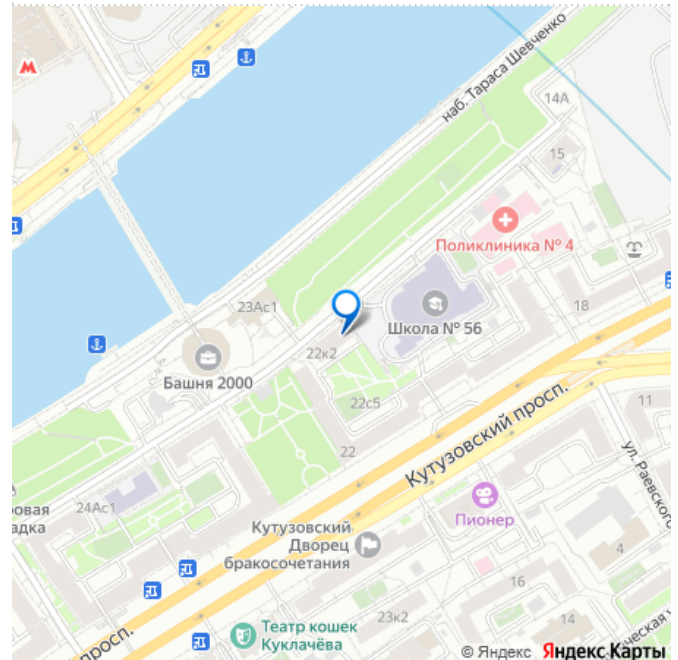 М
наб. Тараса Шевченко
14А
15
Поликлиника № 4
23Ас1
18
Школа № 56
22к2
Башня 2000
22с5
11
Кутузовский просп.
22
ул. Раевского
24Ас1
Пионер
Кутузовский
Дворец
бракосочетания
4
16
23к2
14
Театр кошек
Куклачёва
просп.
© Яндекс Яндекс Карты